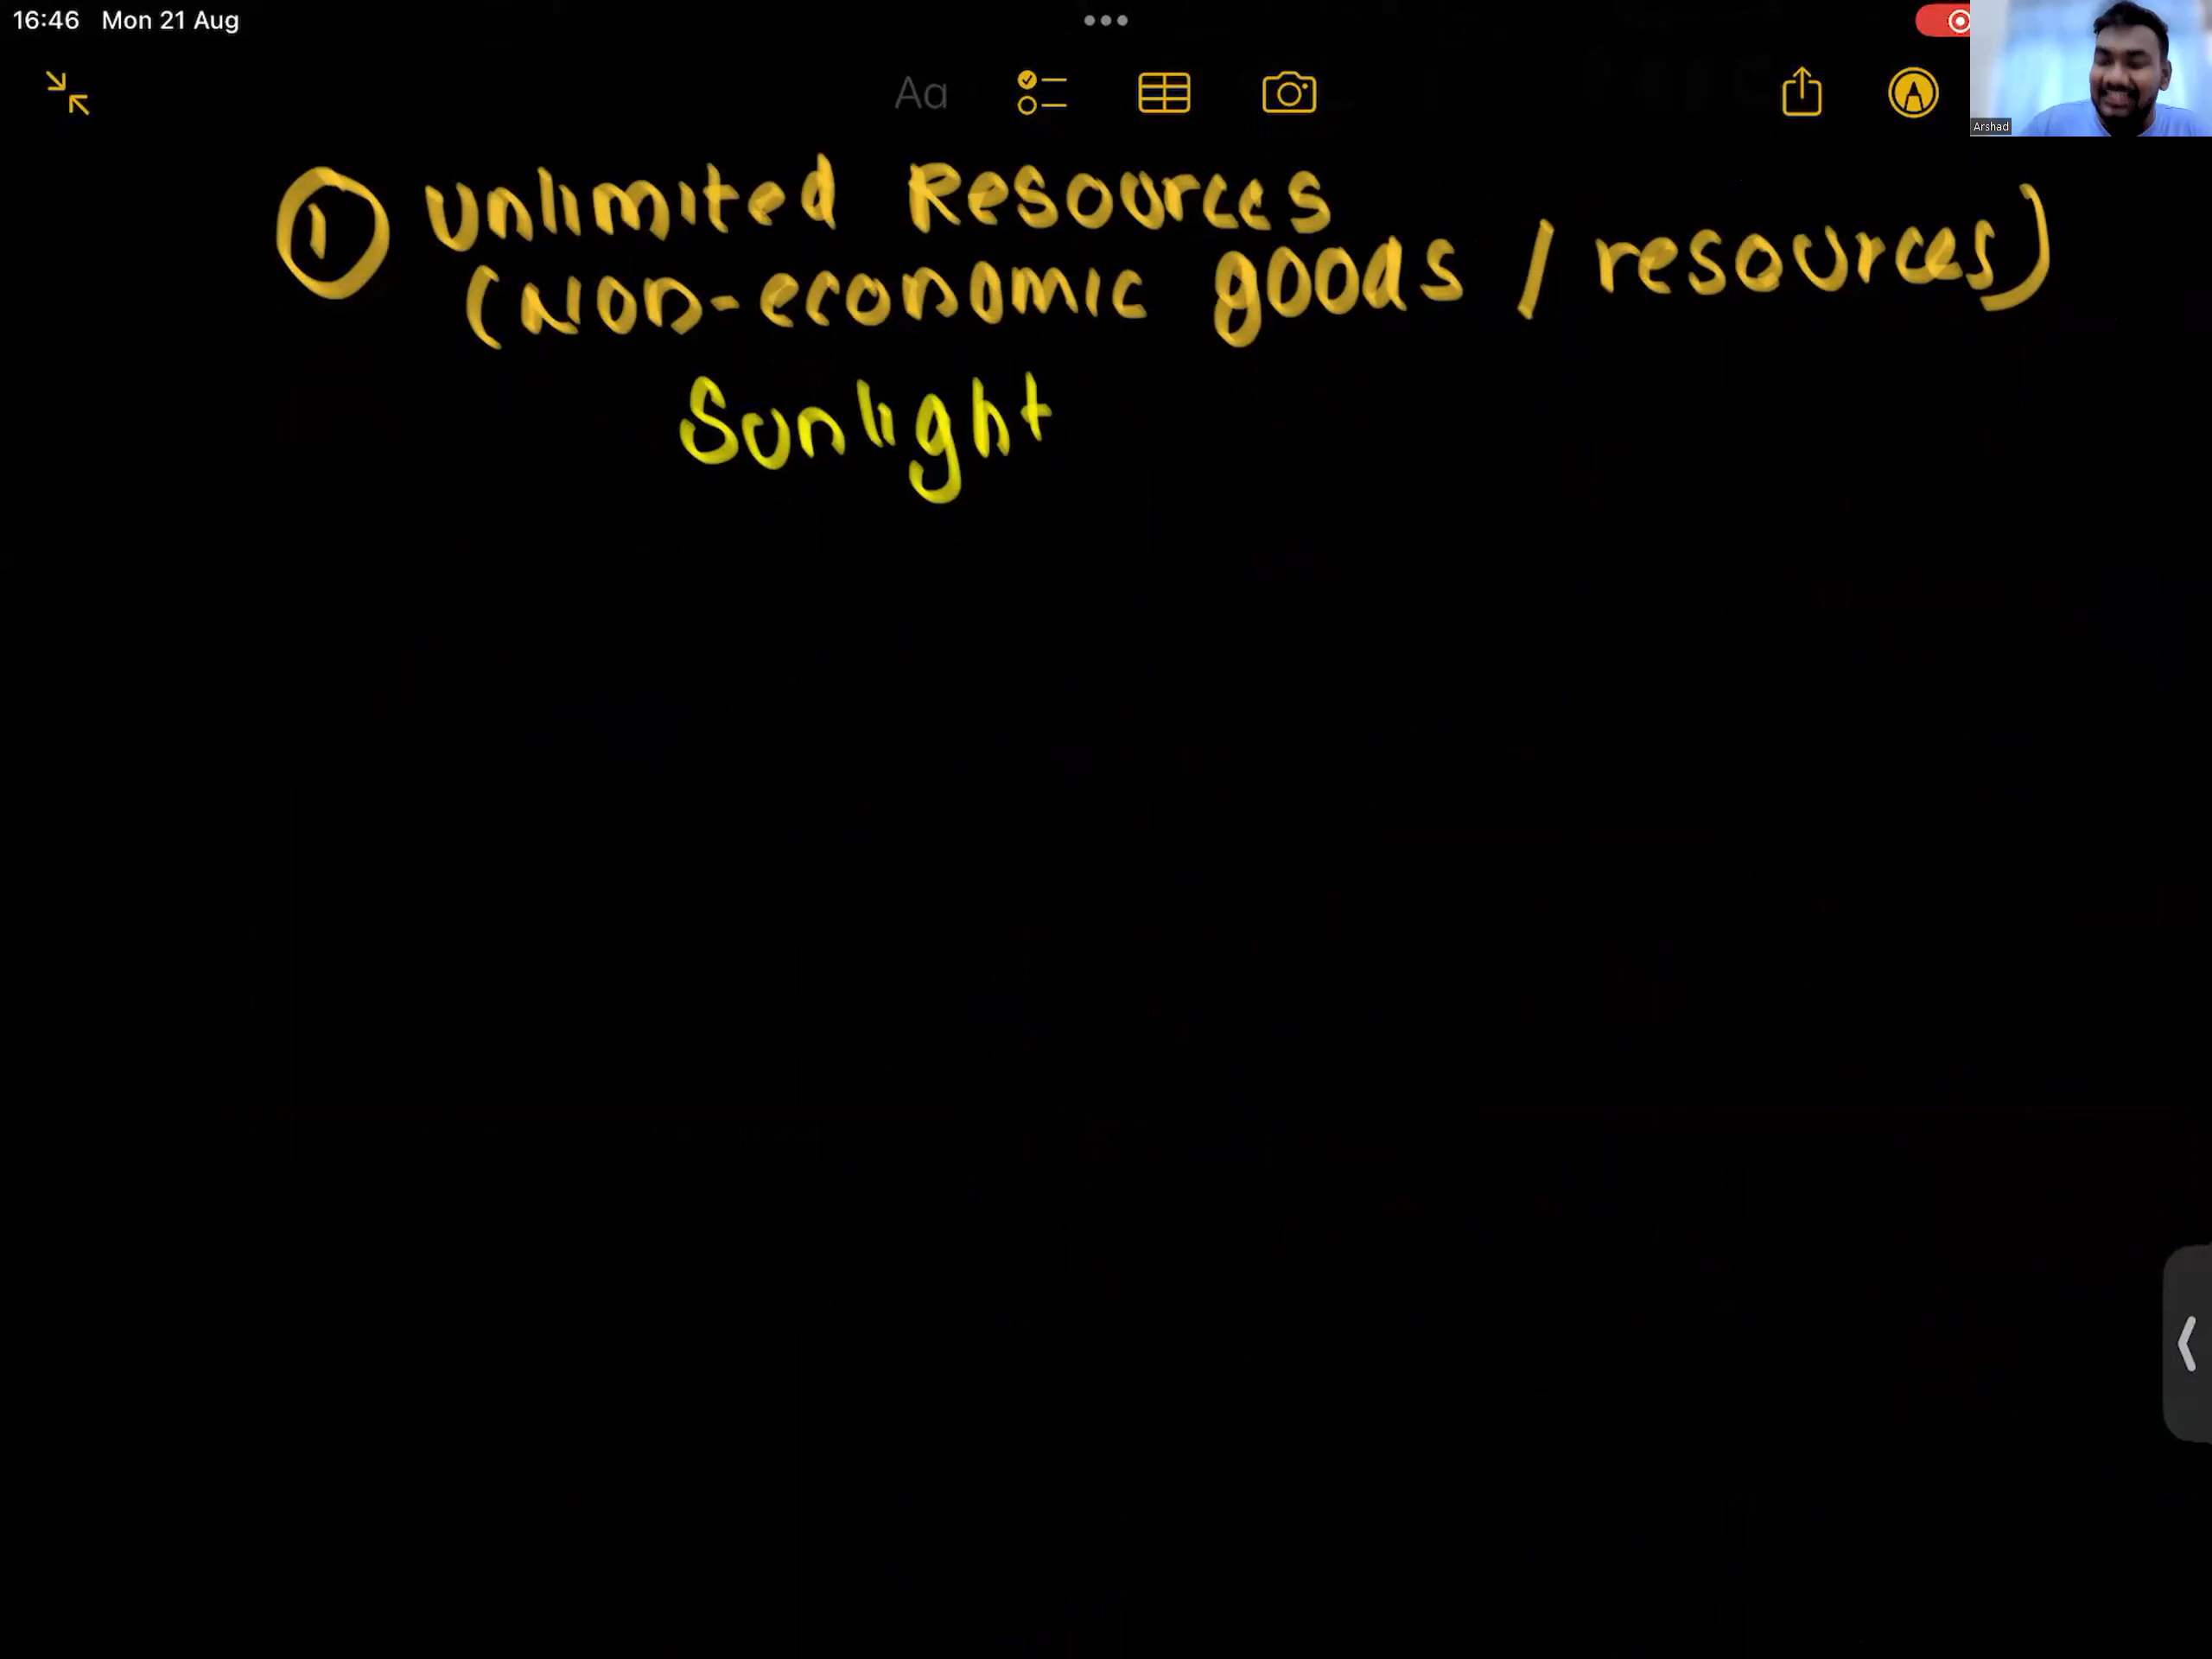 16:46 Mon 21 Aug
Aa
Arshad
① Unlimited Resources
(Non-economic goods / resources)
Sunlight